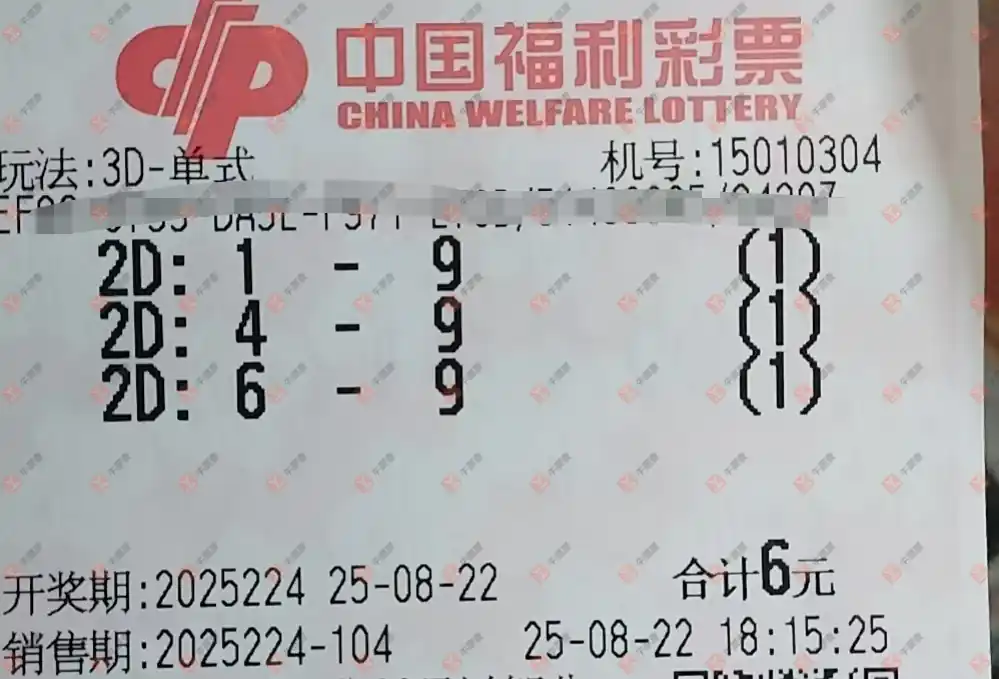 中国福利彩票
CHINA WELFARE LOTTERY
玩法:3D-单式 机号:15010304
2D: 1 - 9 (1)
2D: 4 - 9 (1)
2D: 6 - 9 (1)
开奖期:2025224 25-08-22 合计6元
销售期:2025224-104 25-08-22 18:15:25